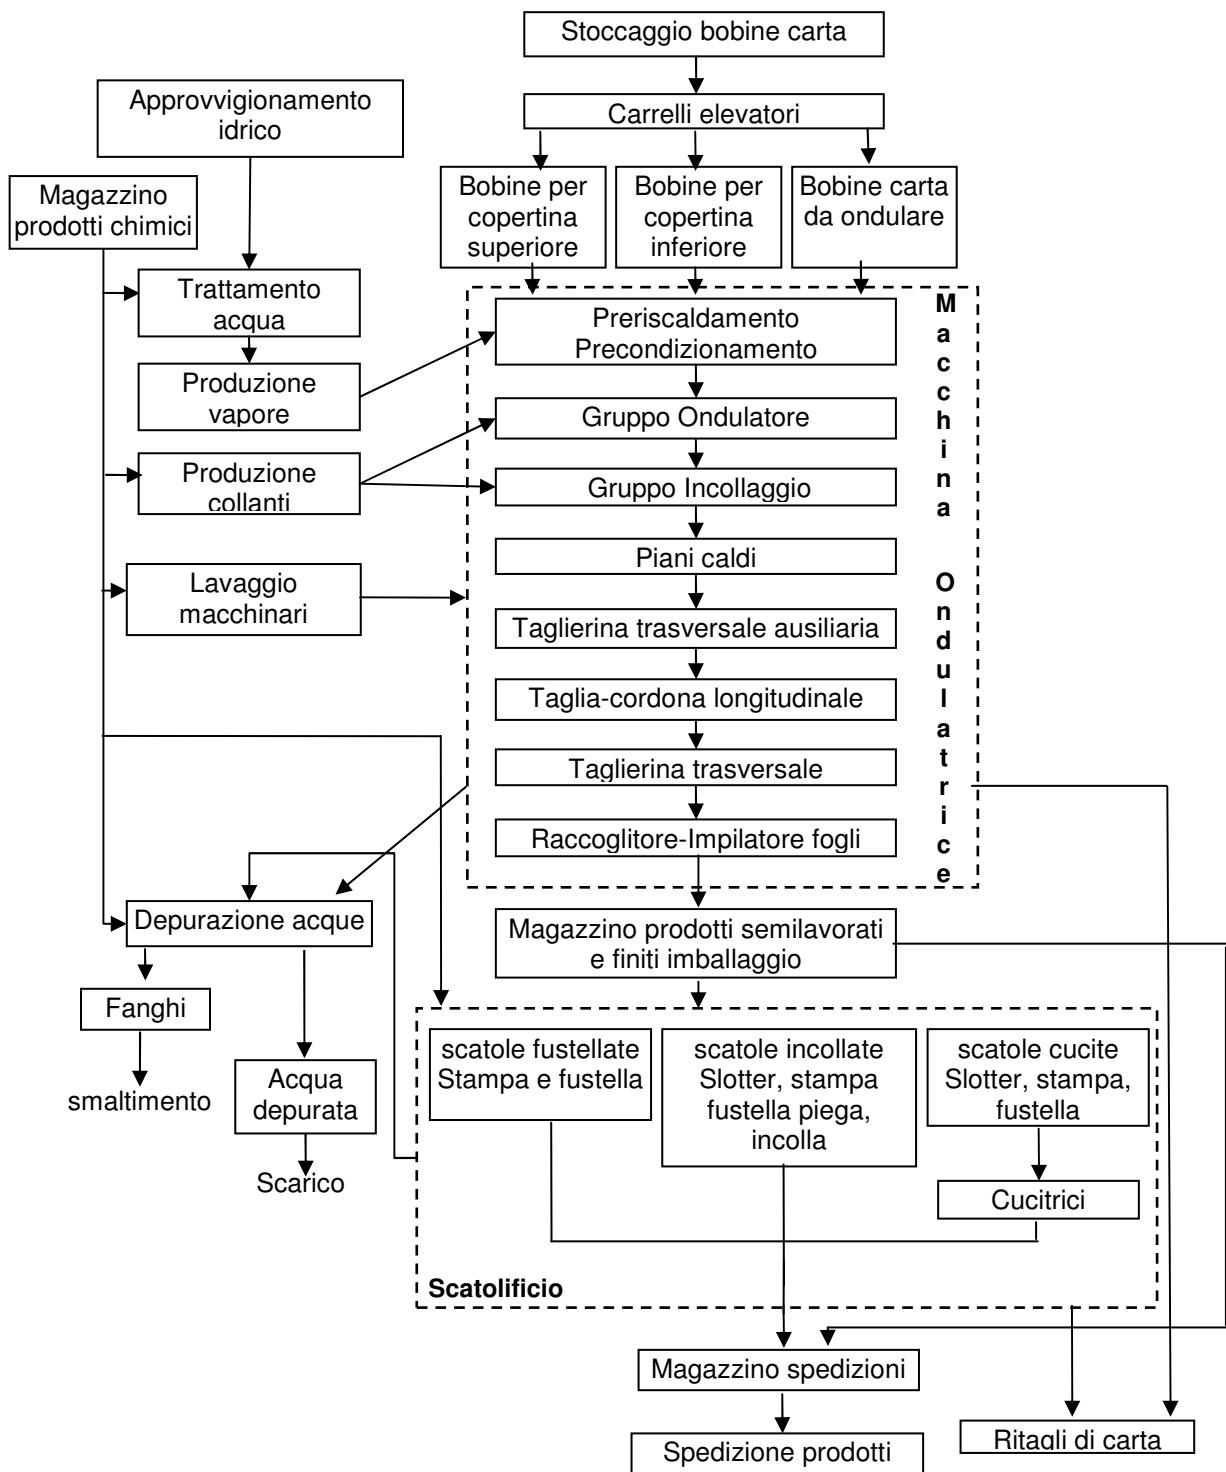 Stoccaggio bobine carta
Approvvigionamento
idrico
Carrelli elevatori
Magazzino
prodotti chimici
Bobine per
copertina
superiore
Bobine per
copertina
inferiore
Bobine carta
da ondulare
Trattamento
acqua
Produzione
vapore
Produzione
collanti
Lavaggio
macchinari
Preriscaldamento
Precondizionamento
Gruppo Ondulatore
Gruppo Incollaggio
Piani caldi
Taglierina trasversale ausiliaria
Taglia-cordona longitudinale
Taglierina trasversale
Raccoglitore-Impilatore fogli
Macchina Ondulatrice
Depurazione acque
Magazzino prodotti semilavorati
e finiti imballaggio
Fanghi
smaltimento
Acqua
depurata
Scarico
scatole fustellate
Stampa e fustella
scatole incollate
Slotter, stampa
fustella piega,
incolla
scatole cucite
Slotter, stampa,
fustella
Cucitrici
Scatolificio
Magazzino spedizioni
Spedizione prodotti
Ritagli di carta